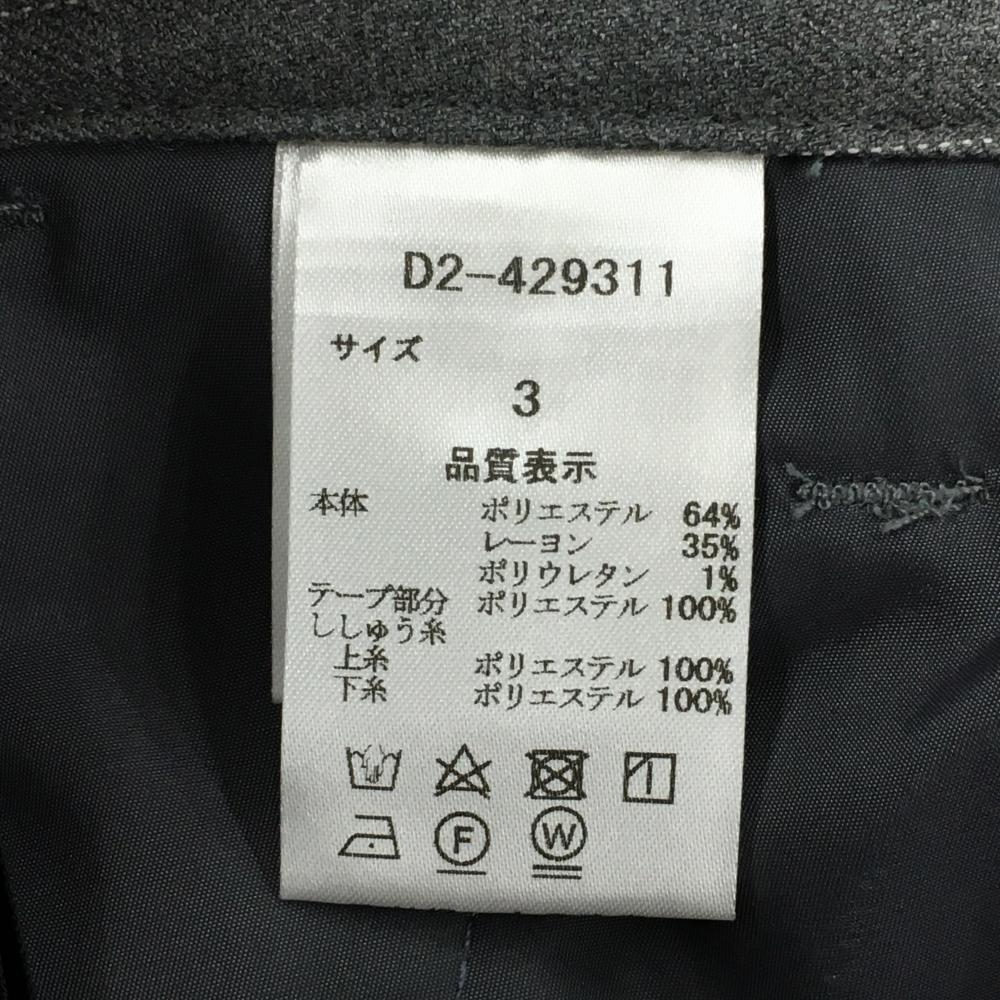 D2-429311
サイズ
3
品質表示
本体 ポリエステル 64%
レーヨン 35%
ポリウレタン 1%
テープ部分 ポリエステル 100%
ししゅう糸
上糸 ポリエステル 100%
下糸 ポリエステル 100%
F W